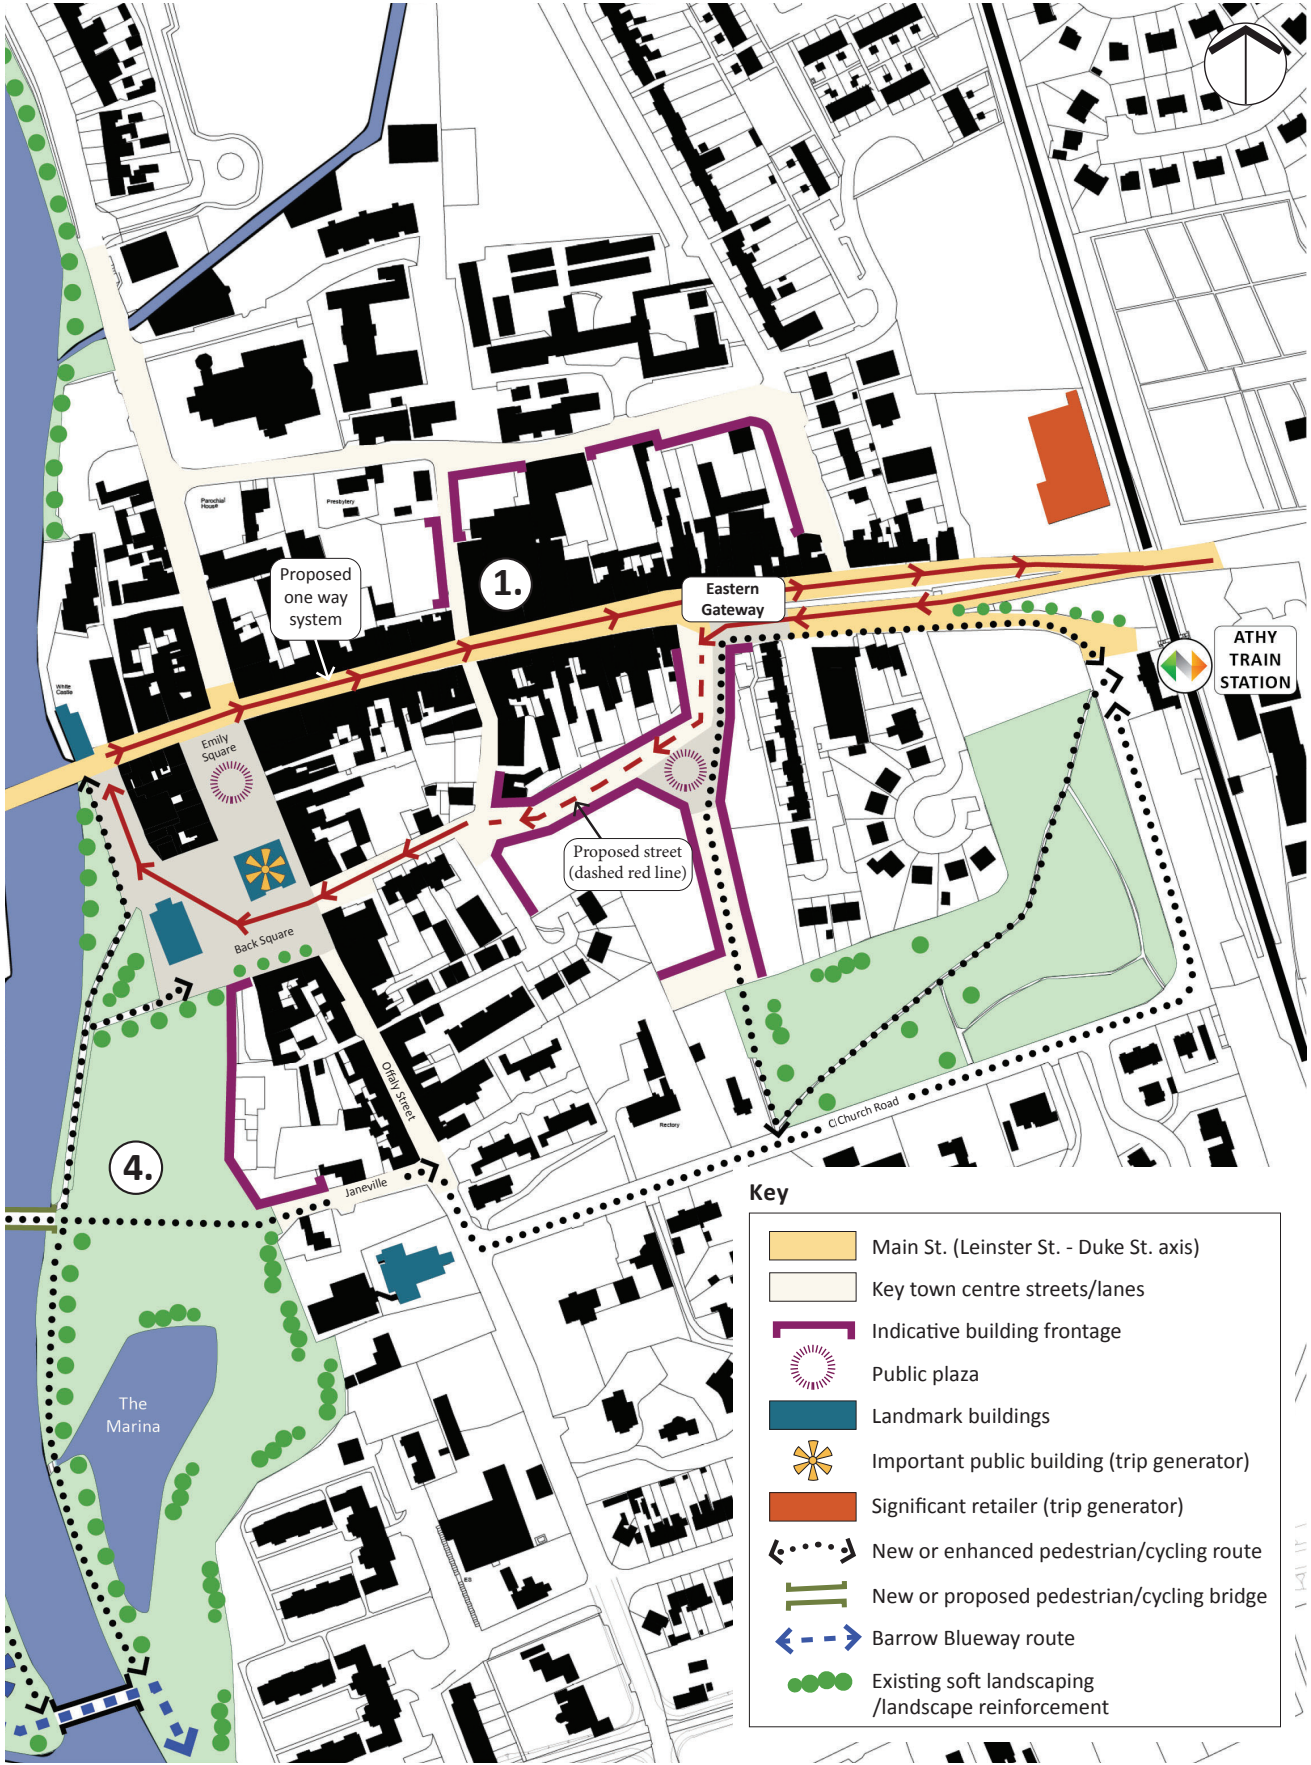 Parochial
House
Presbytery
Proposed
one way
system
1.
Eastern
Gateway
ATHY
TRAIN
STATION
White
Castle
Emily
Square
Proposed street
(dashed red line)
Back Square
Offaly Street
Rectory
Church Road
4.
Janeville
The
Marina
ES
Key
Main St. (Leinster St. - Duke St. axis)
Key town centre streets/lanes
Indicative building frontage
Public plaza
Landmark buildings
Important public building (trip generator)
Significant retailer (trip generator)
New or enhanced pedestrian/cycling route
New or proposed pedestrian/cycling bridge
Barrow Blueway route
Existing soft landscaping
/landscape reinforcement